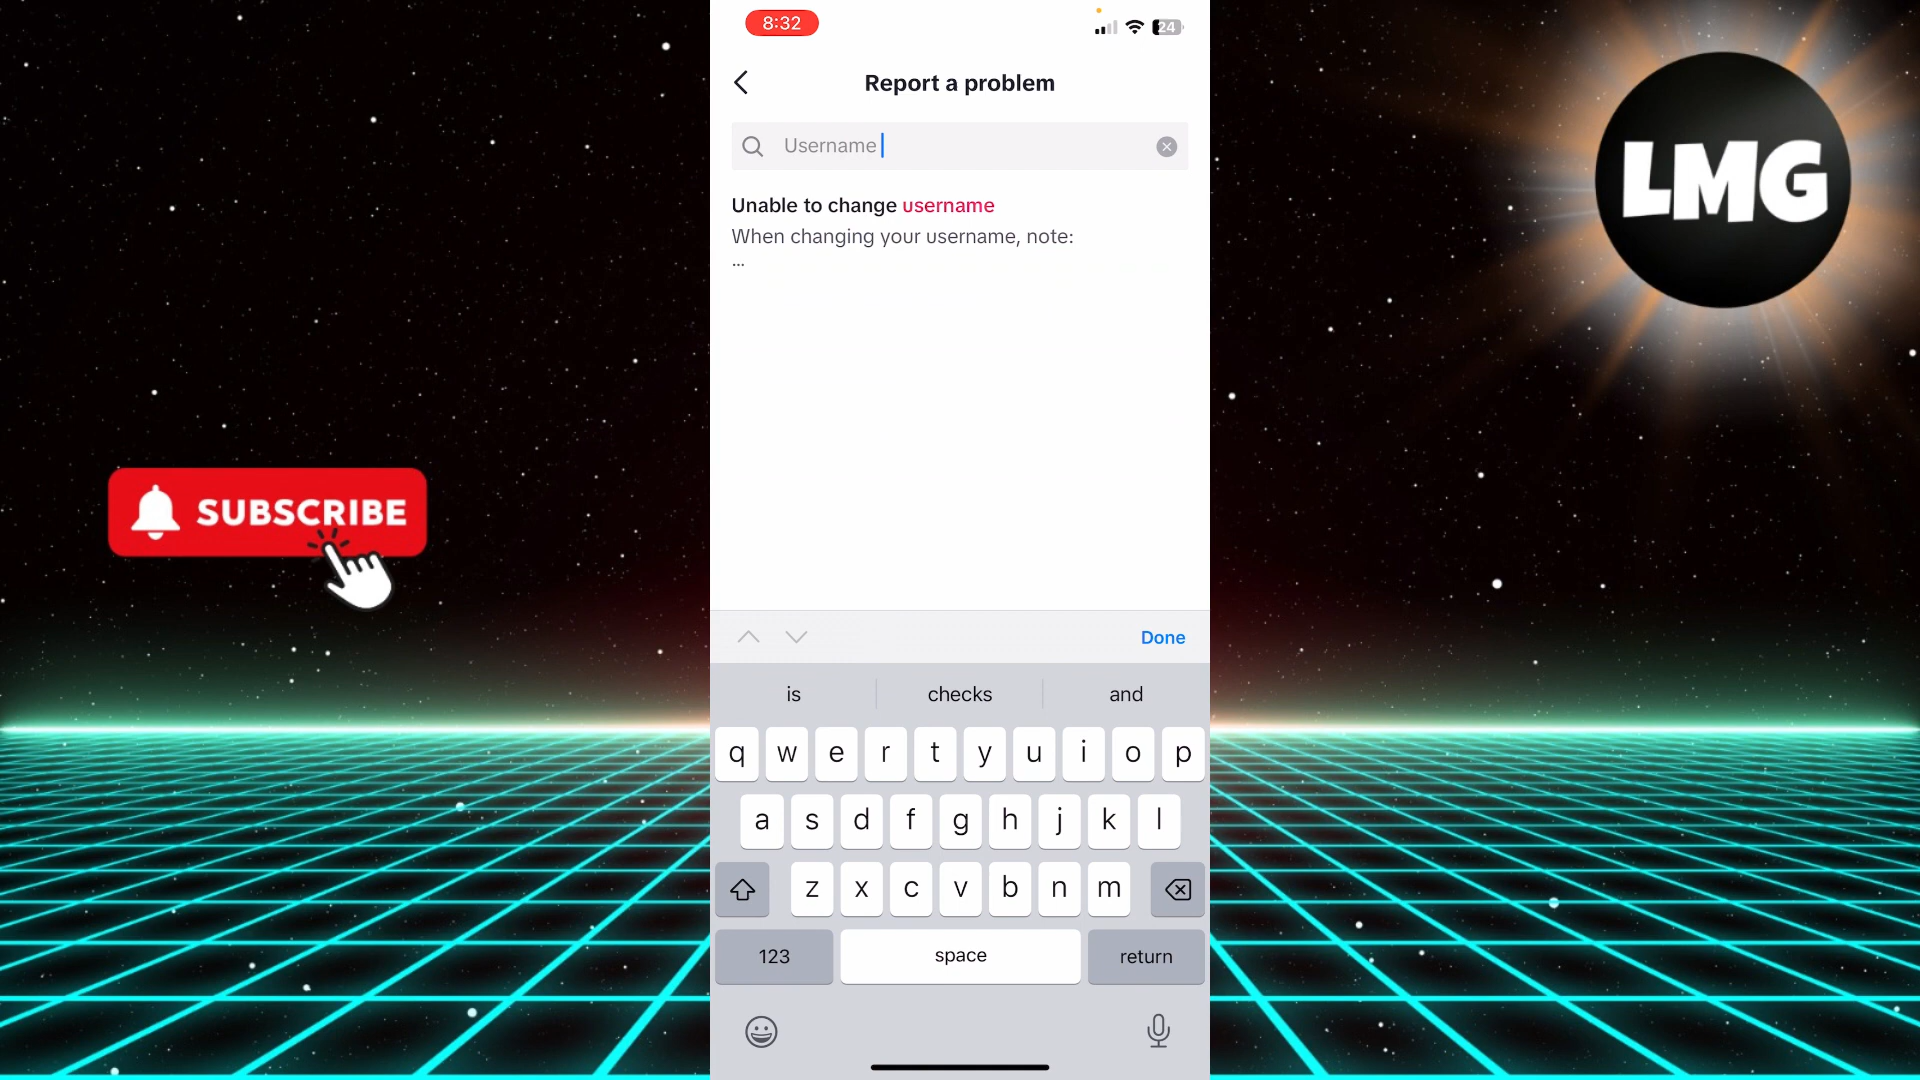 8:32
24
Report a problem
Username
Unable to change username
When changing your username, note:
...
LMG
SUBSCRIBE
Done
is checks and
q w e r t y u i o p
a s d f g h j k l
z x c v b n m
123 space return